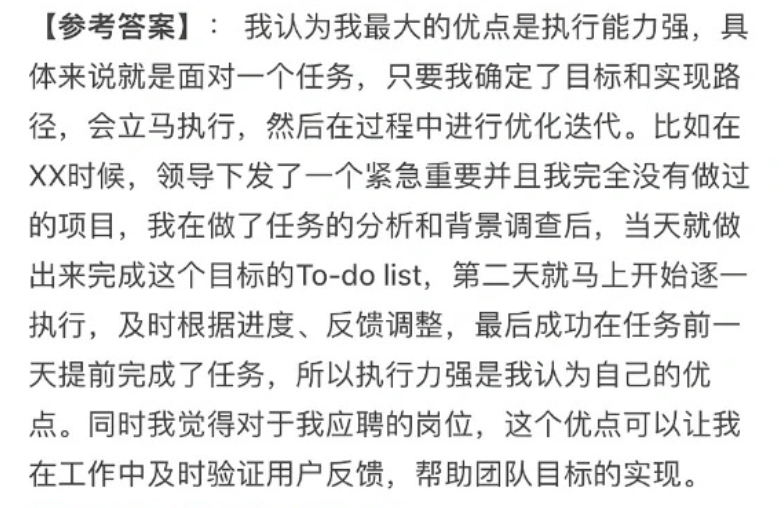 【参考答案】： 我认为我最大的优点是执行能力强，具
体来说就是面对一个任务，只要我确定了目标和实现路
径，会立马执行，然后在过程中进行优化迭代。比如在
XX时候，领导下发了一个紧急重要并且我完全没有做过
的项目，我在做了任务的分析和背景调查后，当天就做
出来完成这个目标的To-do list，第二天就马上开始逐一
执行，及时根据进度、反馈调整，最后成功在任务前一
天提前完成了任务，所以执行力强是我认为自己的优
点。同时我觉得对于我应聘的岗位，这个优点可以让我
在工作中及时验证用户反馈，帮助团队目标的实现。